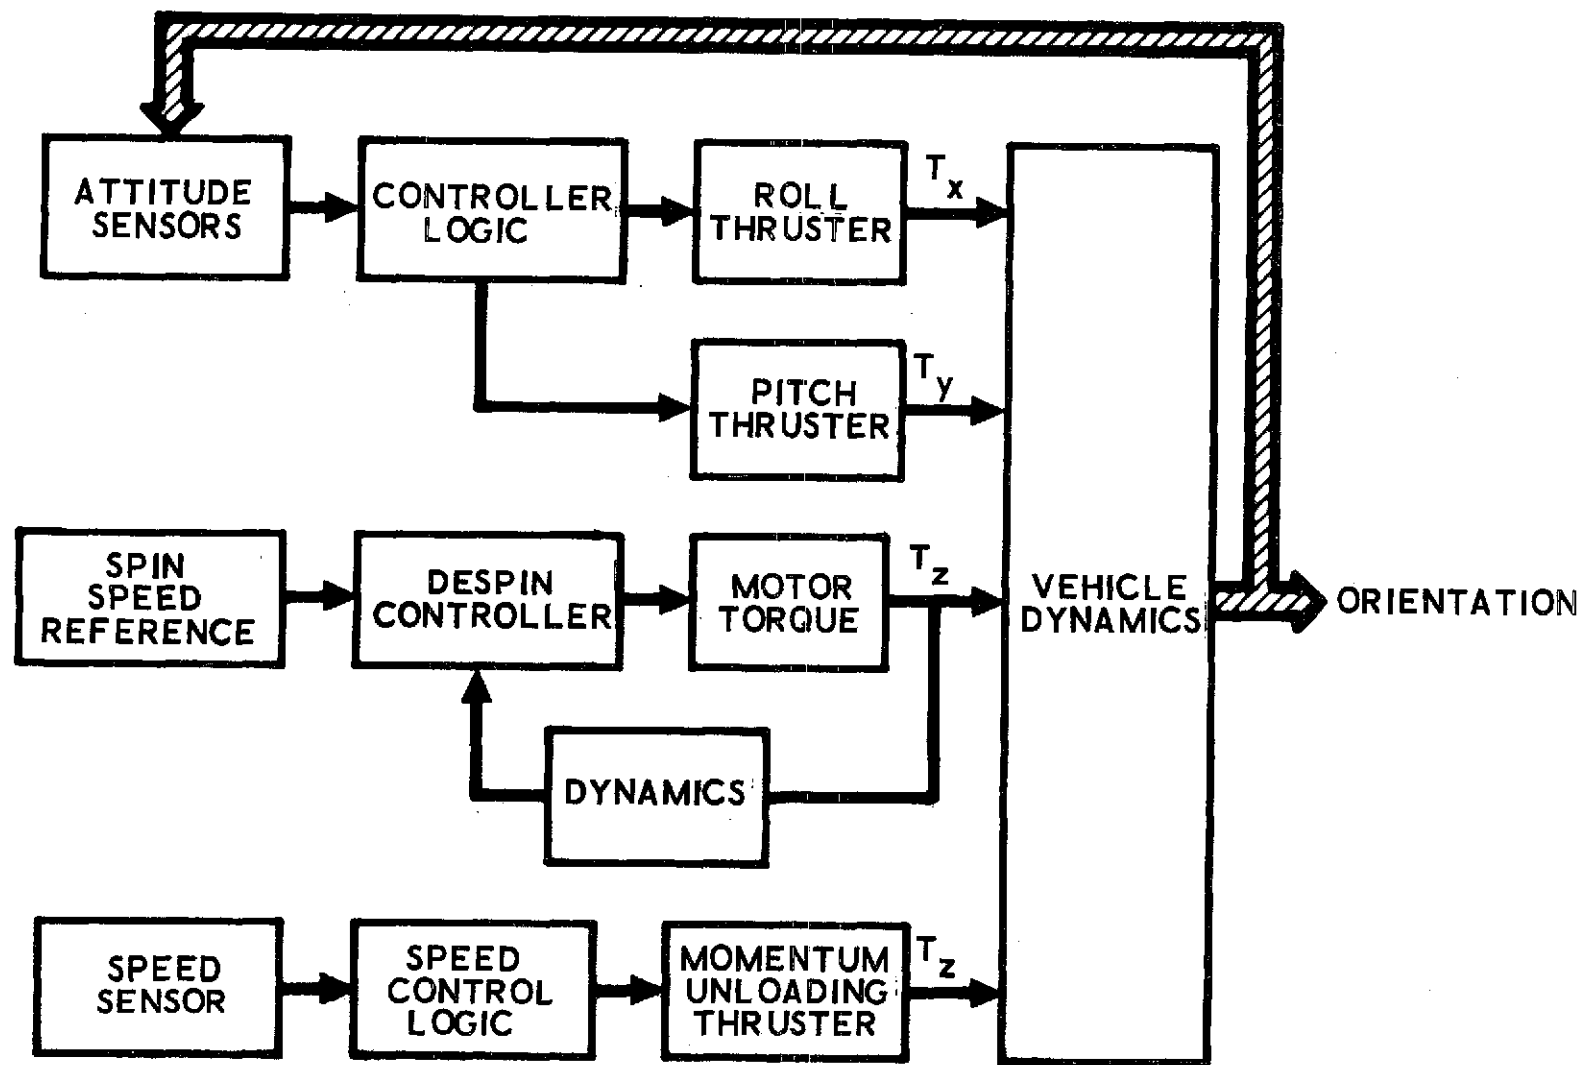 ATTITUDE
SENSORS
CONTROLLER
LOGIC
ROLL
THRUSTER
Tx
PITCH
THRUSTER
Ty
SPIN
SPEED
REFERENCE
DESPIN
CONTROLLER
MOTOR
TORQUE
Tz
VEHICLE
DYNAMICS
ORIENTATION
DYNAMICS
SPEED
SENSOR
SPEED
CONTROL
LOGIC
MOMENTUM
UNLOADING
THRUSTER
Tz